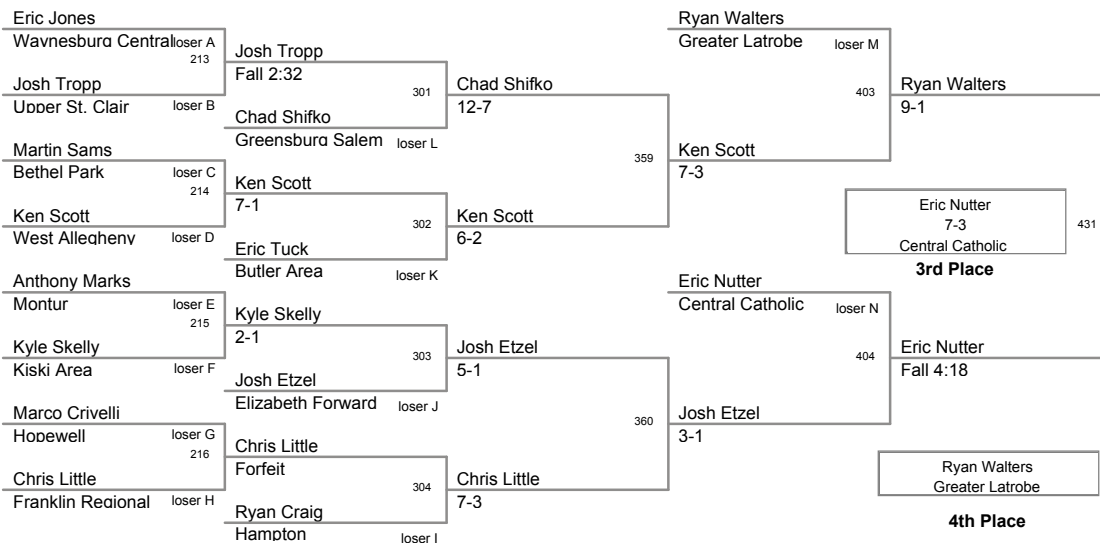 Eric Jones
Waynesburg Central
loser A
213
Josh Tropp
Upper St. Clair
loser B
Martin Sams
Bethel Park
loser C
214
Ken Scott
West Allegheny
loser D
Anthony Marks
Montur
loser E
215
Kyle Skelly
Kiski Area
loser F
Marco Crivelli
Hopewell
loser G
216
Chris Little
Franklin Regional
loser H
Josh Tropp
Fall 2:32
301
Chad Shifko
Greensburg Salem
loser L
Ken Scott
7-1
302
Eric Tuck
Butler Area
loser K
Kyle Skelly
2-1
303
Josh Etzel
Elizabeth Forward
loser J
Chris Little
Forfeit
304
Ryan Craig
Hampton
loser I
Chad Shifko
12-7
359
Ken Scott
6-2
Josh Etzel
5-1
360
Chris Little
7-3
Ryan Walters
Greater Latrobe
loser M
403
Ken Scott
7-3
Eric Nutter
Central Catholic
loser N
404
Josh Etzel
3-1
Ryan Walters
9-1
Eric Nutter
7-3
Central Catholic
431
3rd Place
Eric Nutter
Fall 4:18
Ryan Walters
Greater Latrobe
4th Place